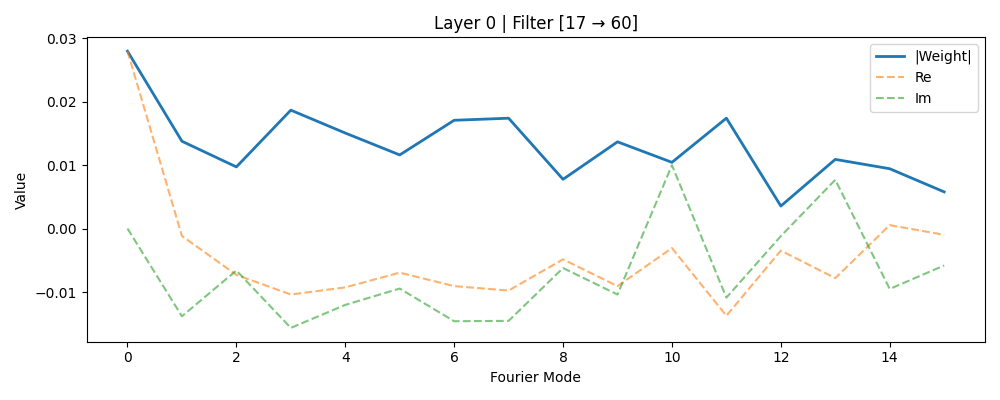 Layer 0 | Filter [17 → 60]
|Weight|
Re
Im
Value
0.03
0.02
0.01
0.00
−0.01
0 2 4 6 8 10 12 14
Fourier Mode